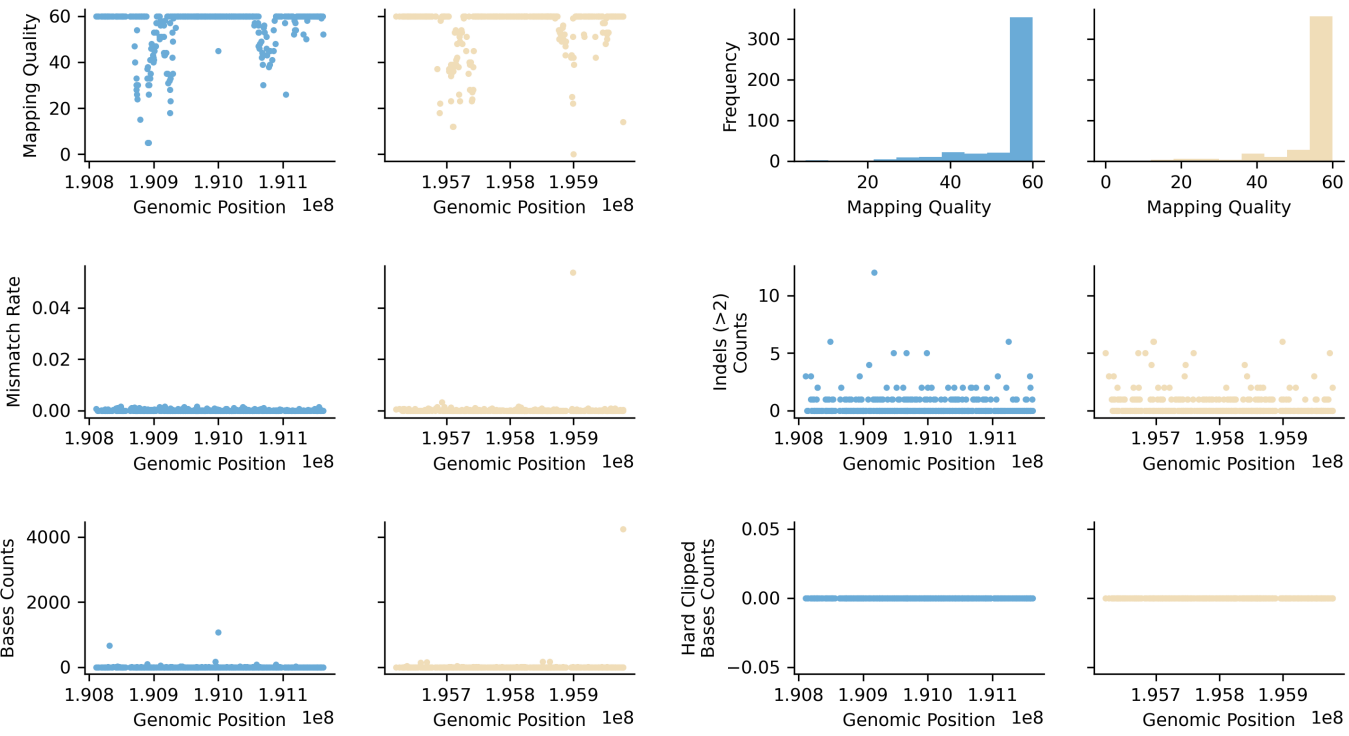 Mapping Quality
60
40
20
0
1.908 1.909 1.910 1.911
Genomic Position 1e8
1.957 1.958 1.959
Genomic Position 1e8
Frequency
300
200
100
0
20 40 60
Mapping Quality
0 20 40 60
Mapping Quality
Mismatch Rate
0.04
0.02
0.00
1.908 1.909 1.910 1.911
Genomic Position 1e8
1.957 1.958 1.959
Genomic Position 1e8
Indels (>2)
Counts
10
5
0
1.908 1.909 1.910 1.911
Genomic Position 1e8
1.957 1.958 1.959
Genomic Position 1e8
Bases Counts
4000
2000
0
1.908 1.909 1.910 1.911
Genomic Position 1e8
1.957 1.958 1.959
Genomic Position 1e8
Hard Clipped
Bases Counts
0.05
0.00
−0.05
1.908 1.909 1.910 1.911
Genomic Position 1e8
1.957 1.958 1.959
Genomic Position 1e8